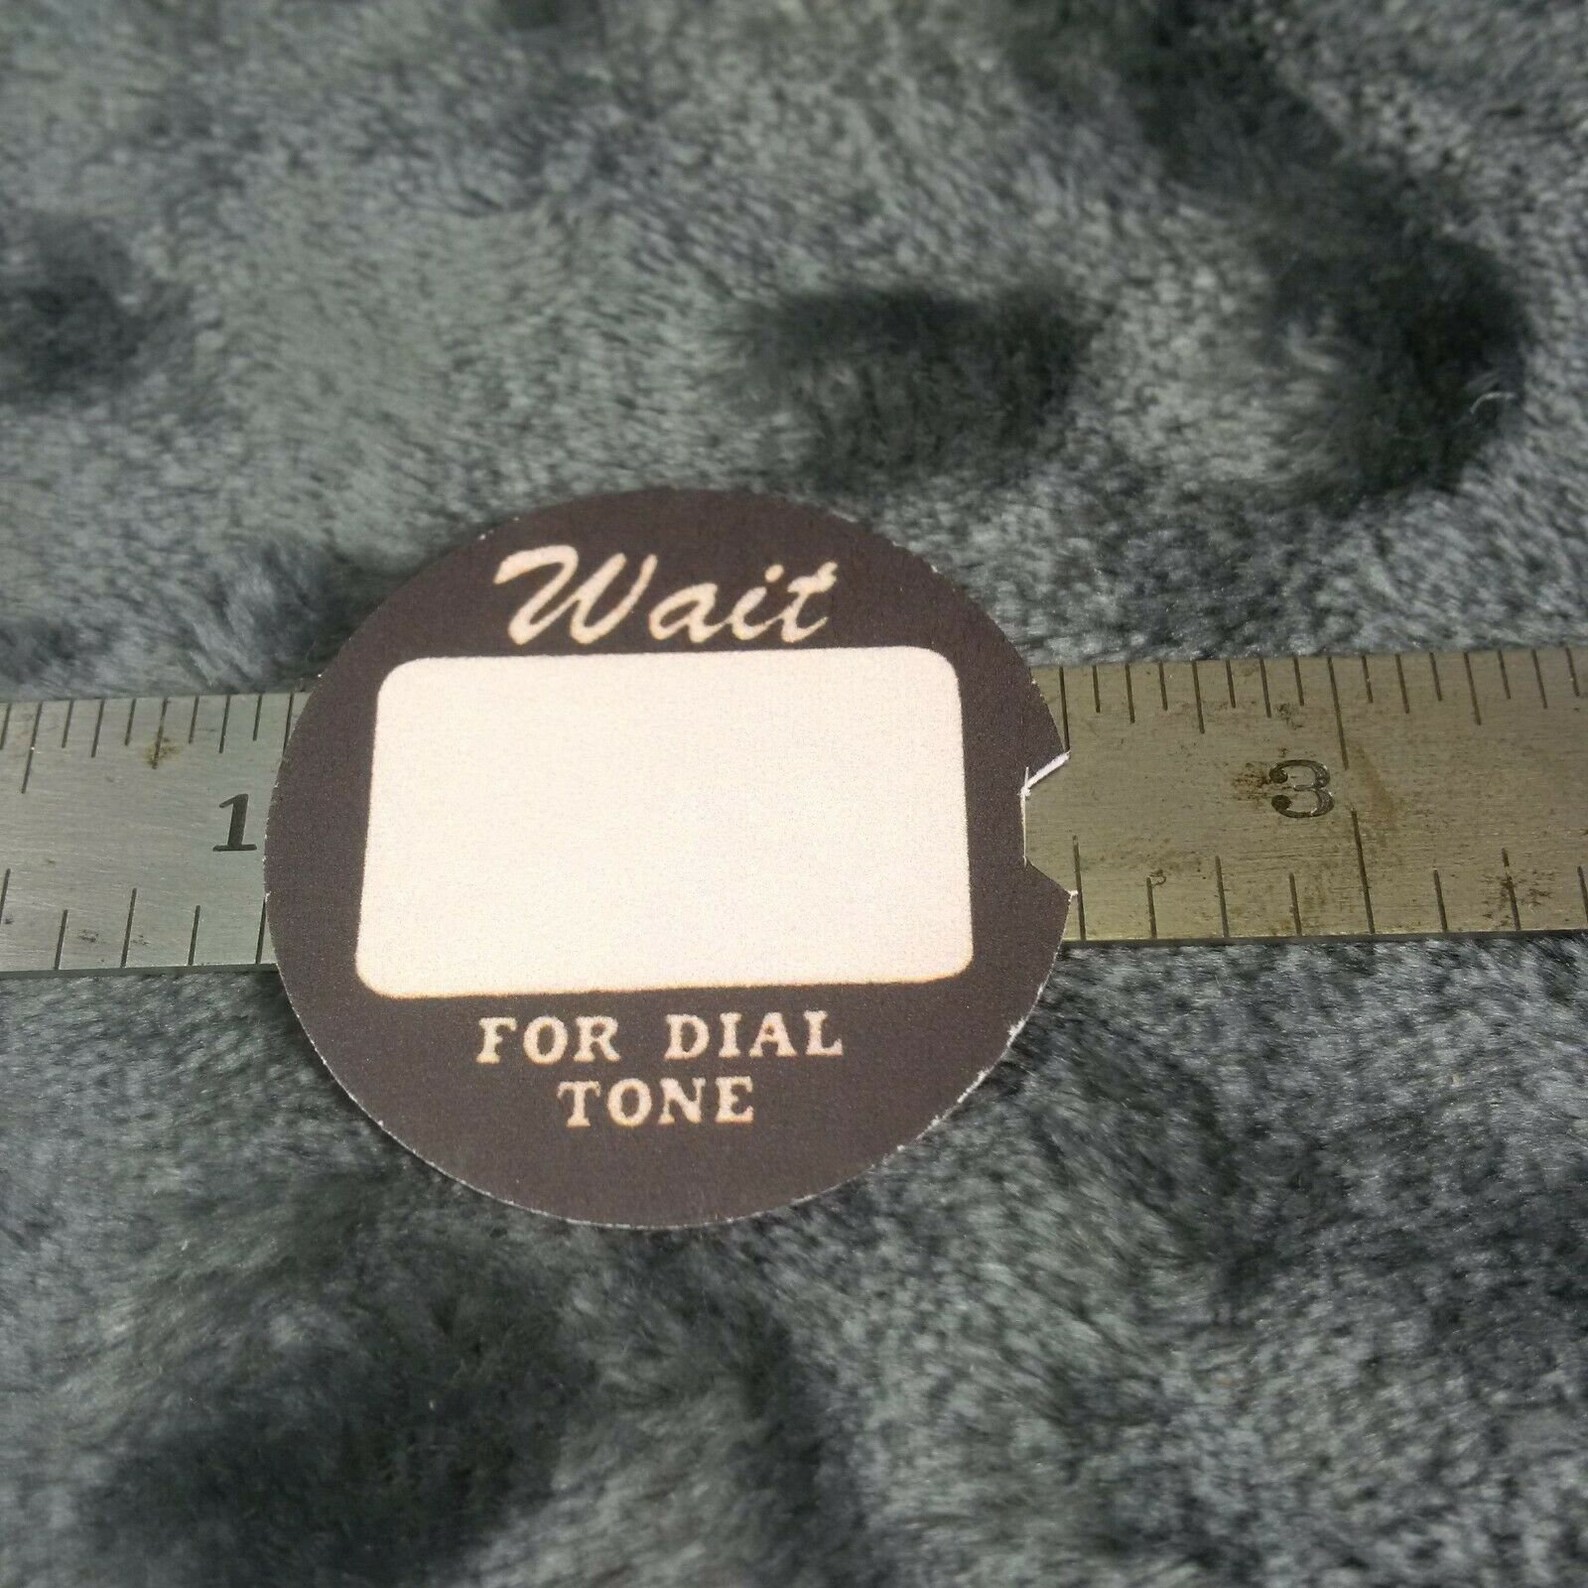 Wait
1
3
FOR DIAL
TONE